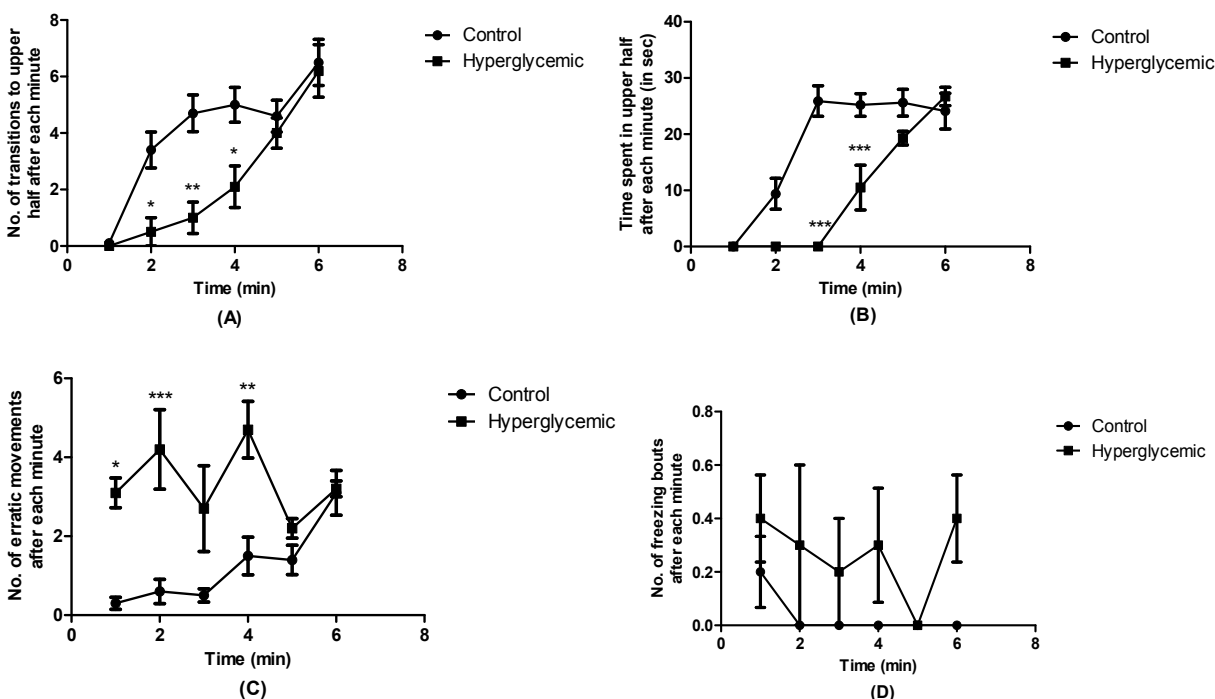 No. of transitions to upper
half after each minute
8
6
4
2
0
*
**
*
0
2
4
6
8
Time (min)
(A)
Control
Hyperglycemic
Time spent in upper half
after each minute (in sec)
40
30
20
10
0
***
***
0
2
4
6
8
Time (min)
(B)
Control
Hyperglycemic
No. of erratic movements
after each minute
6
4
2
0
*
***
**
0
2
4
6
8
Time (min)
(C)
Control
Hyperglycemic
No. of freezing bouts
after each minute
0.8
0.6
0.4
0.2
0.0
0
2
4
6
8
Time (min)
(D)
Control
Hyperglycemic